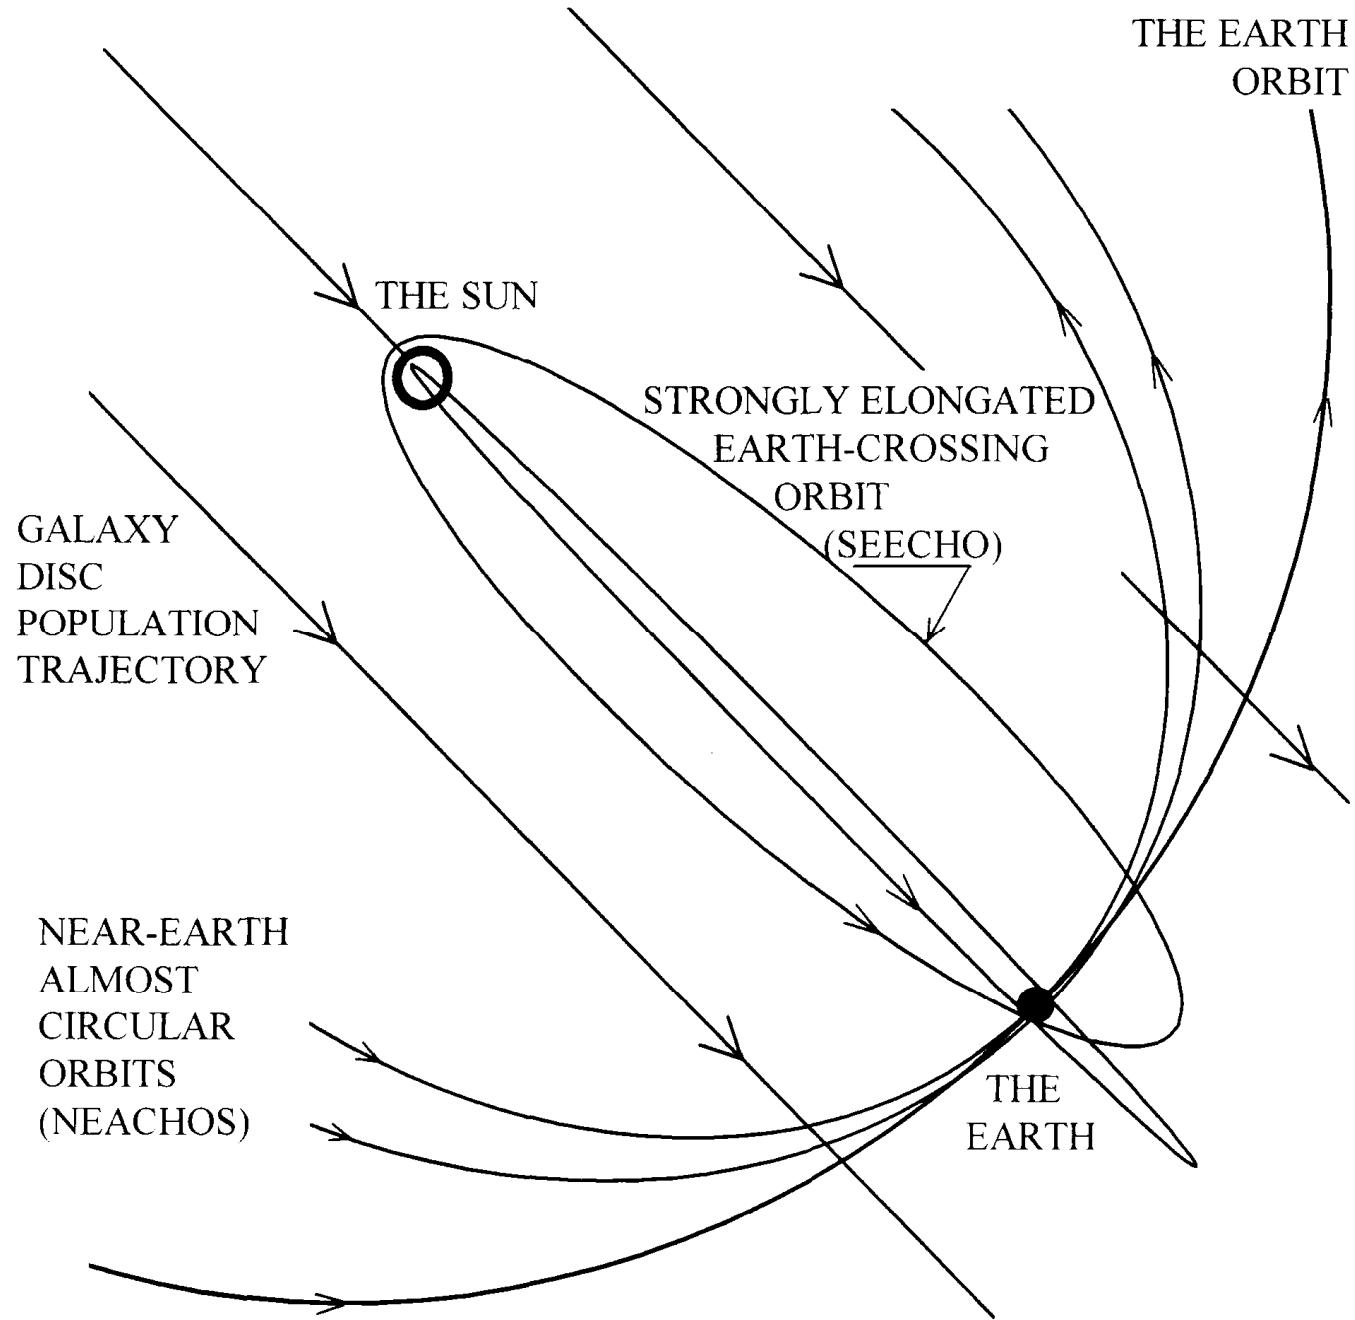 THE EARTH
ORBIT
THE SUN
STRONGLY ELONGATED
EARTH-CROSSING
ORBIT
(SEECHO)
GALAXY
DISC
POPULATION
TRAJECTORY
NEAR-EARTH
ALMOST
CIRCULAR
ORBITS
(NEACHOS)
THE
EARTH